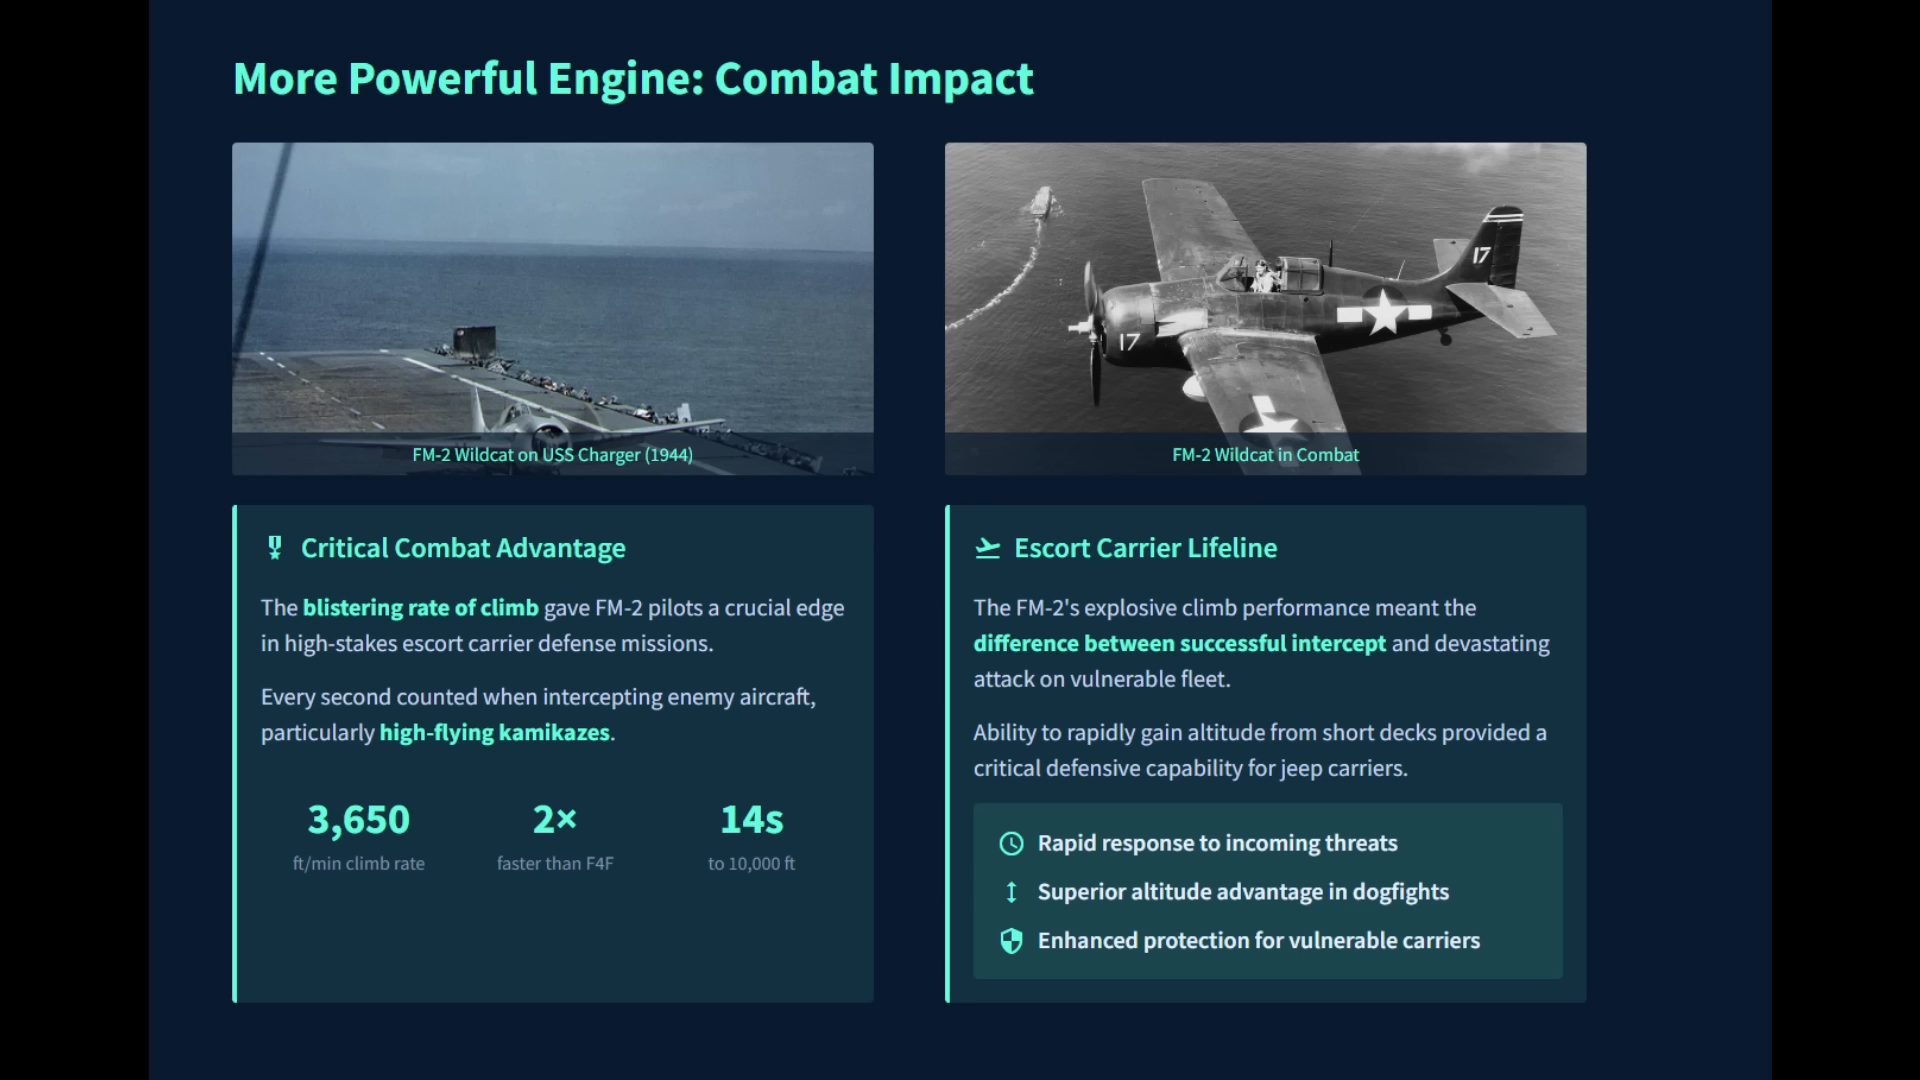 More Powerful Engine: Combat Impact
FM-2 Wildcat on USS Charger (1944)
FM-2 Wildcat in Combat
17
17
Critical Combat Advantage
The blistering rate of climb gave FM-2 pilots a crucial edge
in high-stakes escort carrier defense missions.
Every second counted when intercepting enemy aircraft,
particularly high-flying kamikazes.
3,650
ft/min climb rate
2×
faster than F4F
14s
to 10,000 ft
Escort Carrier Lifeline
The FM-2's explosive climb performance meant the
difference between successful intercept and devastating
attack on vulnerable fleet.
Ability to rapidly gain altitude from short decks provided a
critical defensive capability for jeep carriers.
Rapid response to incoming threats
Superior altitude advantage in dogfights
Enhanced protection for vulnerable carriers